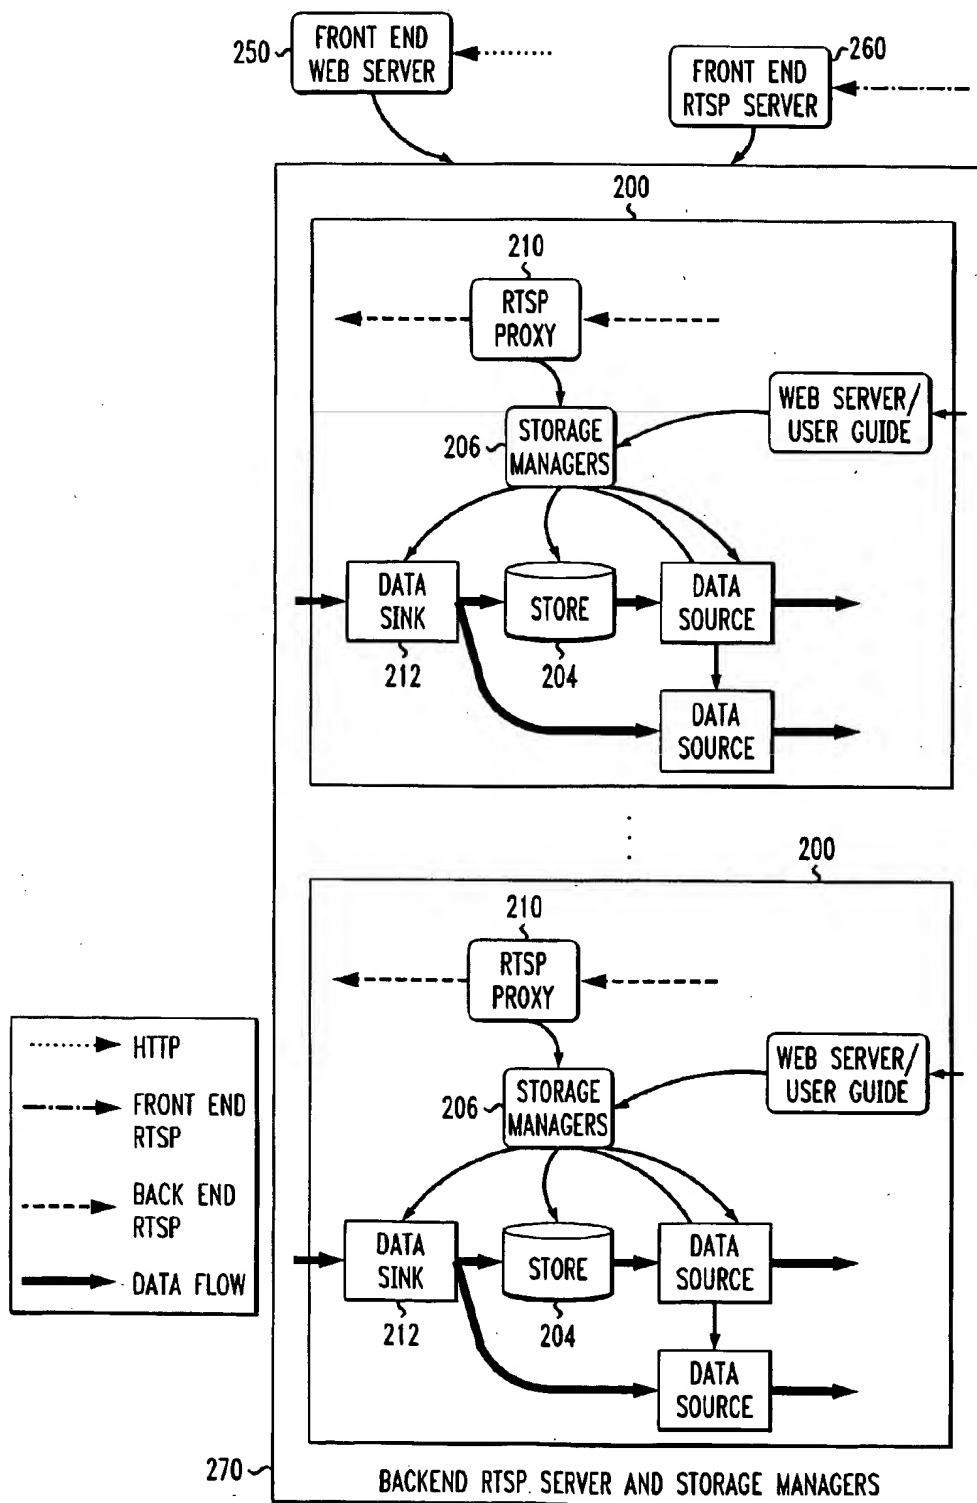 250
FRONT END
WEB SERVER
260
FRONT END
RTSP SERVER
200
210
RTSP
PROXY
WEB SERVER/
USER GUIDE
206
STORAGE
MANAGERS
DATA
SINK
STORE
DATA
SOURCE
212
204
DATA
SOURCE
200
210
RTSP
PROXY
WEB SERVER/
USER GUIDE
206
STORAGE
MANAGERS
DATA
SINK
STORE
DATA
SOURCE
212
204
DATA
SOURCE
HTTP
FRONT END
RTSP
BACK END
RTSP
DATA FLOW
270
BACKEND RTSP SERVER AND STORAGE MANAGERS